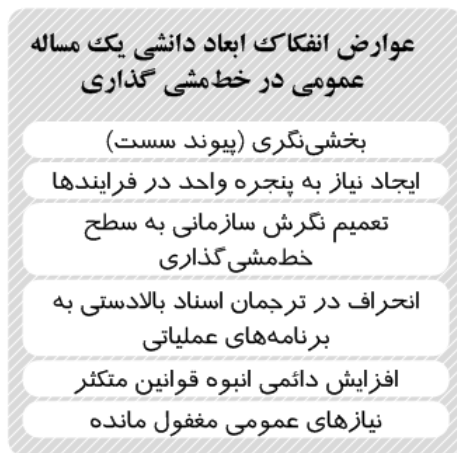 عوارض انفکاک ابعاد دانشی یک مساله
عمومی در خط‌مشی گذاری
بخشی‌نگری (پیوند سست)
ایجاد نیاز به پنجره واحد در فرایندها
تعمیم نگرش سازمانی به سطح
خط‌مشی‌گذاری
انحراف در ترجمان اسناد بالادستی به
برنامه‌های عملیاتی
افزایش دائمی انبوه قوانین متکثر
نیازهای عمومی مغفول مانده